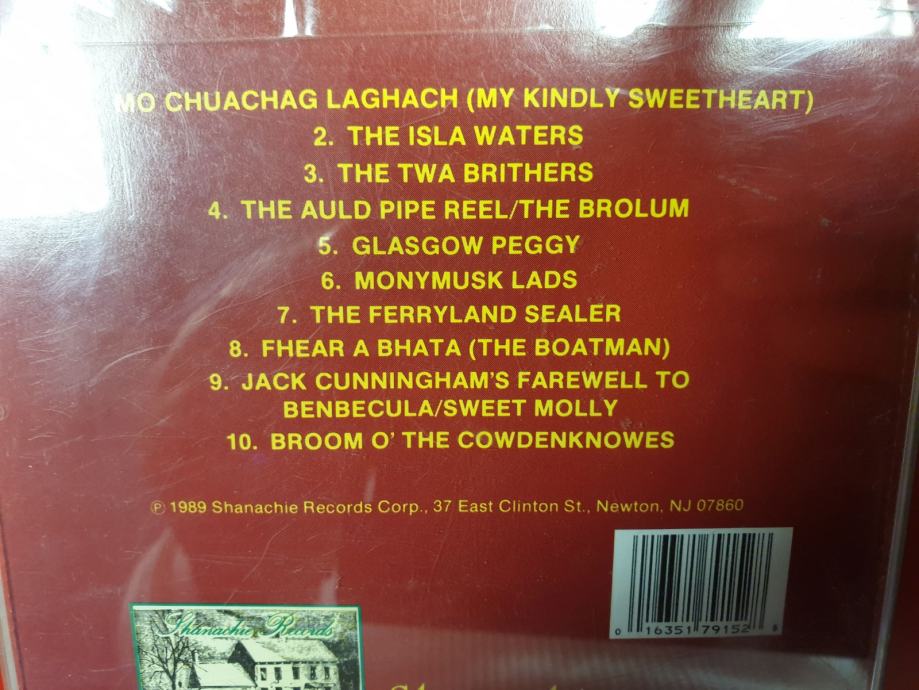 MO CHUACHAG LAGHACH (MY KINDLY SWEETHEART)
2. THE ISLA WATERS
3. THE TWA BRITHERS
4. THE AULD PIPE REEL/THE BROLUM
5. GLASGOW PEGGY
6. MONYMUSK LADS
7. THE FERRYLAND SEALER
8. FHEAR A BHATA (THE BOATMAN)
9. JACK CUNNINGHAM'S FAREWELL TO
BENBECULA/SWEET MOLLY
10. BROOM O' THE COWDENKNOWES
℗ 1989 Shanachie Records Corp., 37 East Clinton St., Newton, NJ 07860
0 16351 79152 8
Shanachie Records